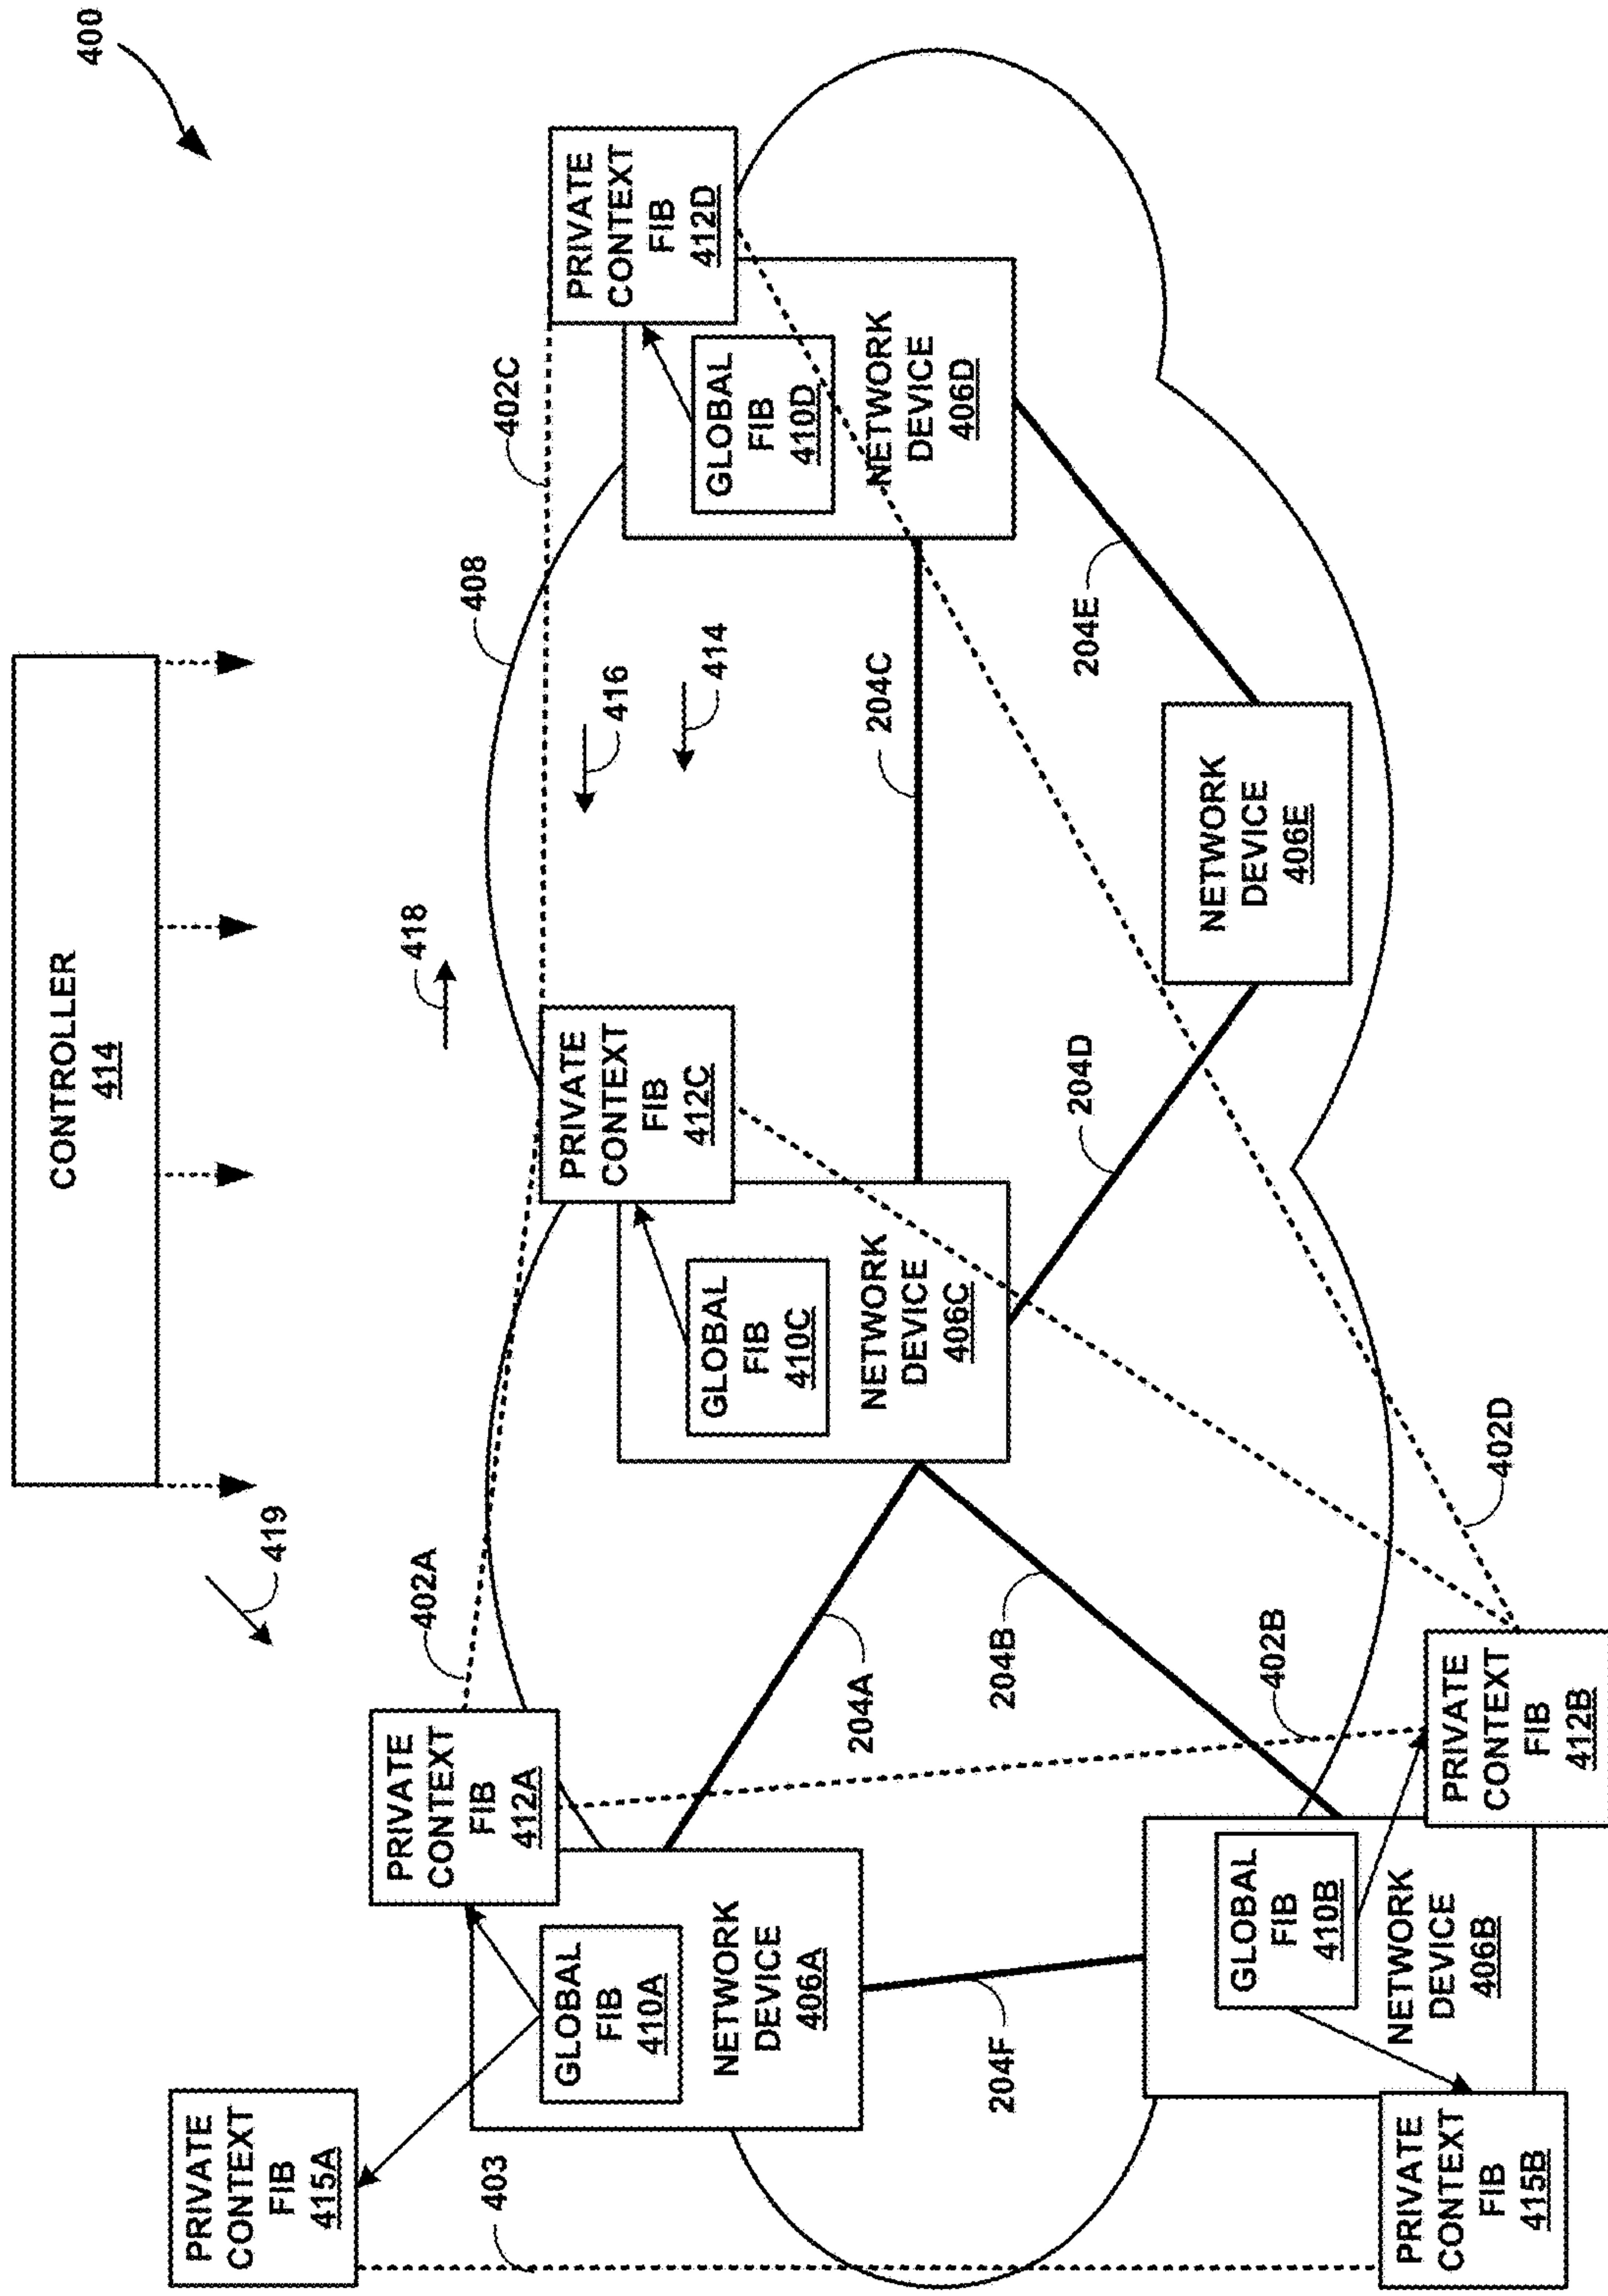 400
CONTROLLER
414
419
418
408
402C
402A
416
414
403
PRIVATE
CONTEXT
FIB
415A
PRIVATE
CONTEXT
FIB
412A
PRIVATE
CONTEXT
FIB
412C
PRIVATE
CONTEXT
FIB
412D
GLOBAL
FIB
410A
NETWORK
DEVICE
406A
GLOBAL
FIB
410C
NETWORK
DEVICE
406C
GLOBAL
FIB
410D
NETWORK
DEVICE
406D
204A
204C
204F
204B
204D
204E
402B
NETWORK
DEVICE
406E
GLOBAL
FIB
410B
NETWORK
DEVICE
406B
402D
PRIVATE
CONTEXT
FIB
415B
PRIVATE
CONTEXT
FIB
412B